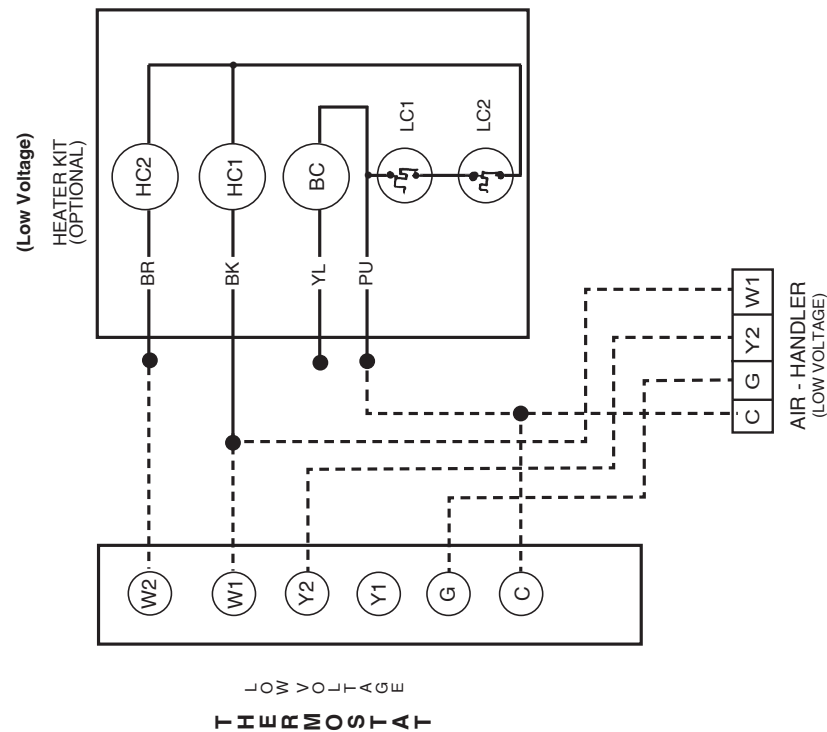 (Low Voltage)
HEATER KIT
(OPTIONAL)
HC2
HC1
BC
LC1
LC2
BR
BK
YL
PU
W1
Y2
G
C
AIR - HANDLER
(LOW VOLTAGE)
W2
W1
Y2
Y1
G
C
LOW VOLTAGE
THERMOSTAT